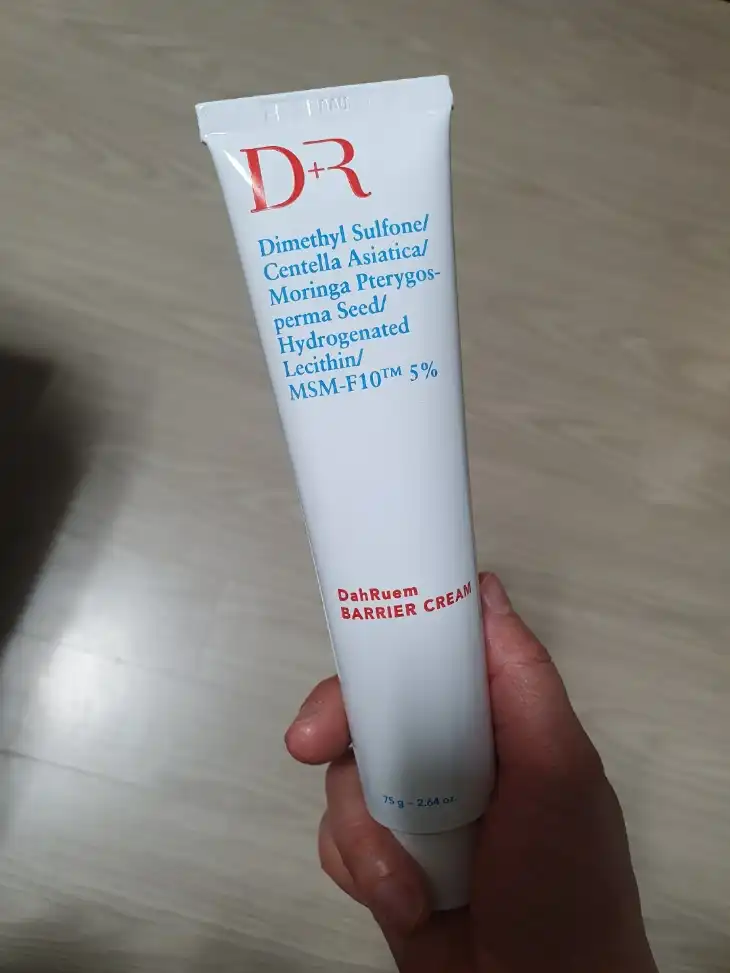 D+R
Dimethyl Sulfone/
Centella Asiatica/
Moringa Pterygos-
perma Seed/
Hydrogenated
Lecithin/
MSM-F10™ 5%
DahRuem
BARRIER CREAM
75 g - 2.64 oz.